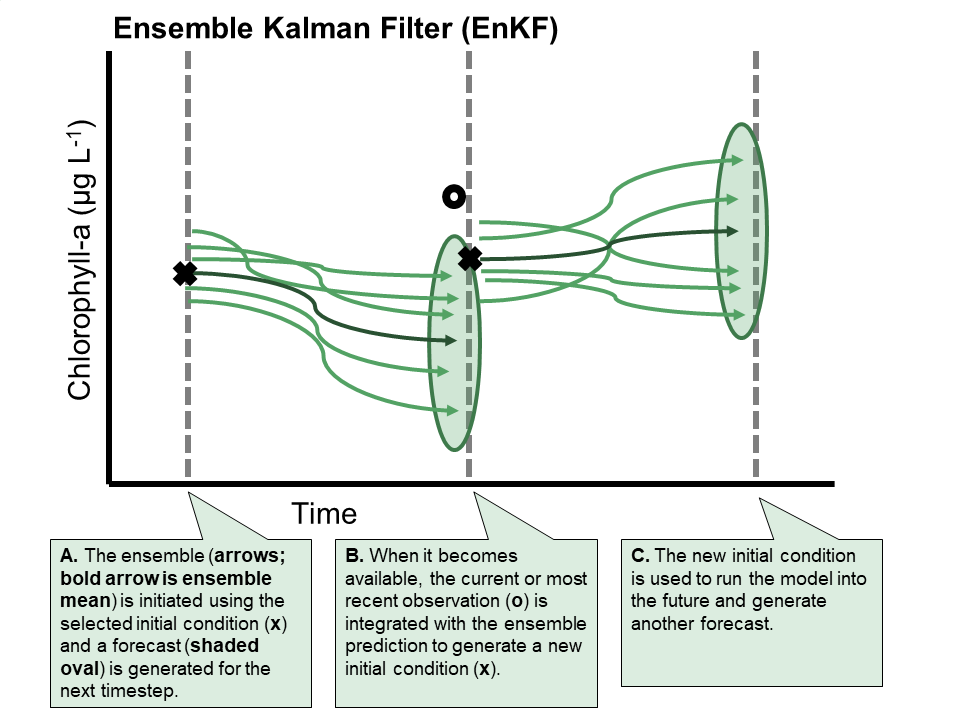 Ensemble Kalman Filter (EnKF)
Chlorophyll-a (µg L⁻¹)
Time
A. The ensemble (arrows;
bold arrow is ensemble
mean) is initiated using the
selected initial condition (x)
and a forecast (shaded
oval) is generated for the
next timestep.
B. When it becomes
available, the current or most
recent observation (o) is
integrated with the ensemble
prediction to generate a new
initial condition (x).
C. The new initial condition
is used to run the model into
the future and generate
another forecast.